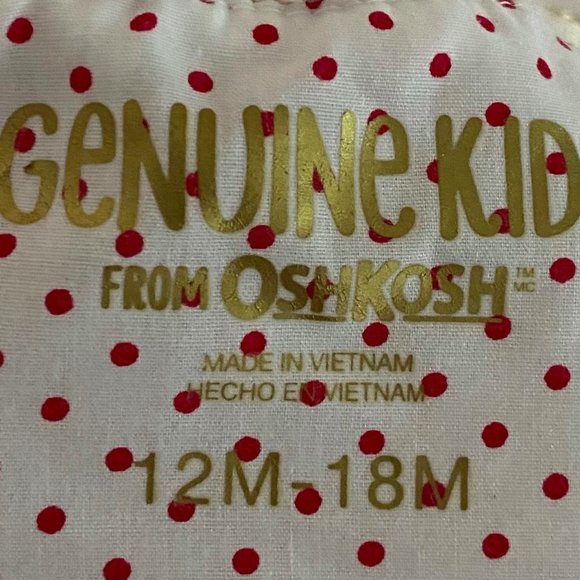 GENUINE KID
FROM OSHKOSH ™ MC
MADE IN VIETNAM
HECHO EN VIETNAM
12M-18M